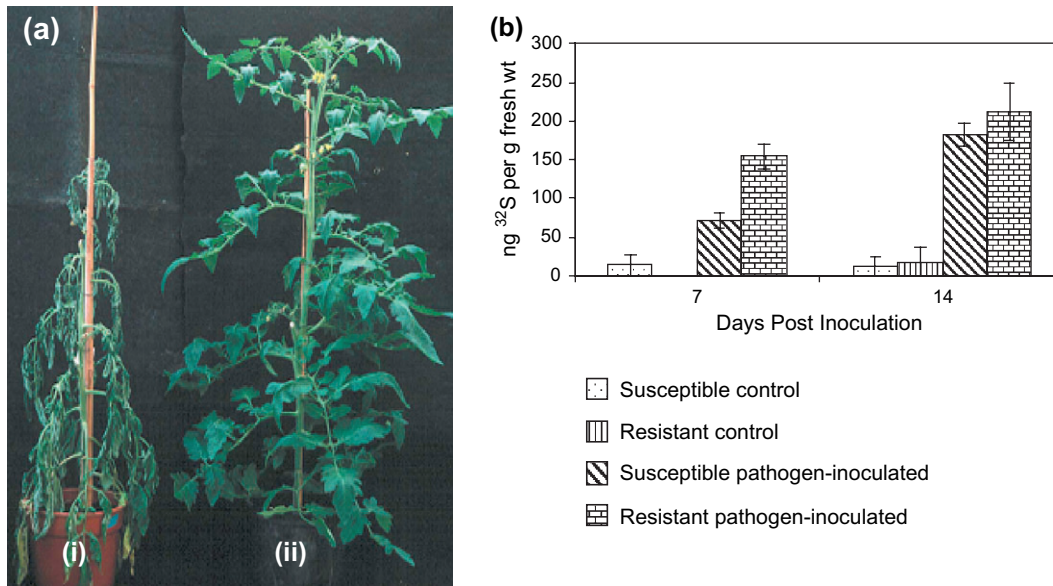 (a)
(i)
(ii)
(b)
ng ³²S per g fresh wt
300
250
200
150
100
50
0
7
14
Days Post Inoculation
Susceptible control
Resistant control
Susceptible pathogen-inoculated
Resistant pathogen-inoculated